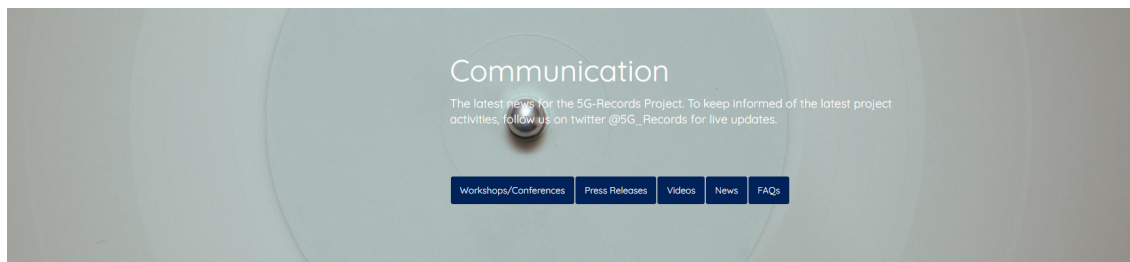 Communication
The latest news for the 5G-Records Project. To keep informed of the latest project
activities, follow us on twitter @5G_Records for live updates.
Workshops/Conferences Press Releases Videos News FAQs